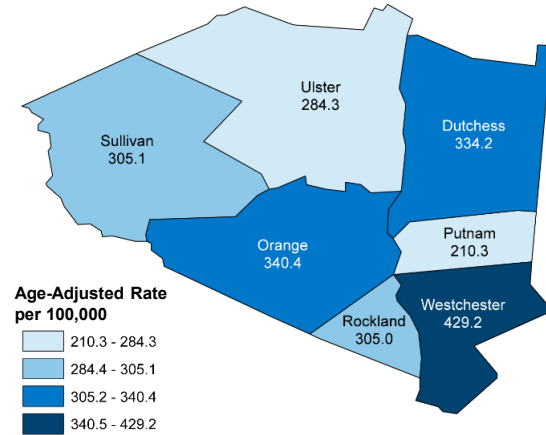 Ulster
284.3
Dutchess
334.2
Sullivan
305.1
Putnam
210.3
Orange
340.4
Westchester
429.2
Rockland
305.0
Age-Adjusted Rate
per 100,000
210.3 - 284.3
284.4 - 305.1
305.2 - 340.4
340.5 - 429.2